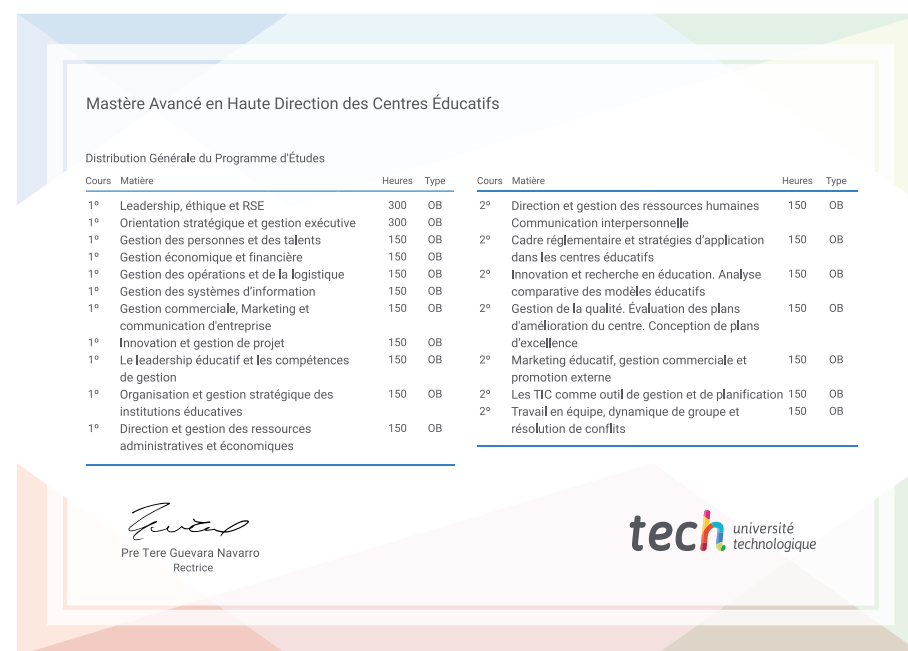 Mastère Avancé en Haute Direction des Centres Éducatifs
Distribution Générale du Programme d'Études
Cours Matière Heures Type
1º Leadership, éthique et RSE 300 OB
1º Orientation stratégique et gestion exécutive 300 OB
1º Gestion des personnes et des talents 150 OB
1º Gestion économique et financière 150 OB
1º Gestion des opérations et de la logistique 150 OB
1º Gestion des systèmes d'information 150 OB
1º Gestion commerciale, Marketing et 150 OB
communication d'entreprise
1º Innovation et gestion de projet 150 OB
1º Le leadership éducatif et les compétences 150 OB
de gestion
1º Organisation et gestion stratégique des 150 OB
institutions éducatives
1º Direction et gestion des ressources 150 OB
administratives et économiques
Cours Matière Heures Type
2º Direction et gestion des ressources humaines 150 OB
Communication interpersonnelle
2º Cadre réglementaire et stratégies d'application 150 OB
dans les centres éducatifs
2º Innovation et recherche en éducation. Analyse 150 OB
comparative des modèles éducatifs
2º Gestion de la qualité. Évaluation des plans 150 OB
d'amélioration du centre. Conception de plans
d'excellence
2º Marketing éducatif, gestion commerciale et 150 OB
promotion externe
2º Les TIC comme outil de gestion et de planification 150 OB
2º Travail en équipe, dynamique de groupe et 150 OB
résolution de conflits
Pre Tere Guevara Navarro
Rectrice
tech université
technologique